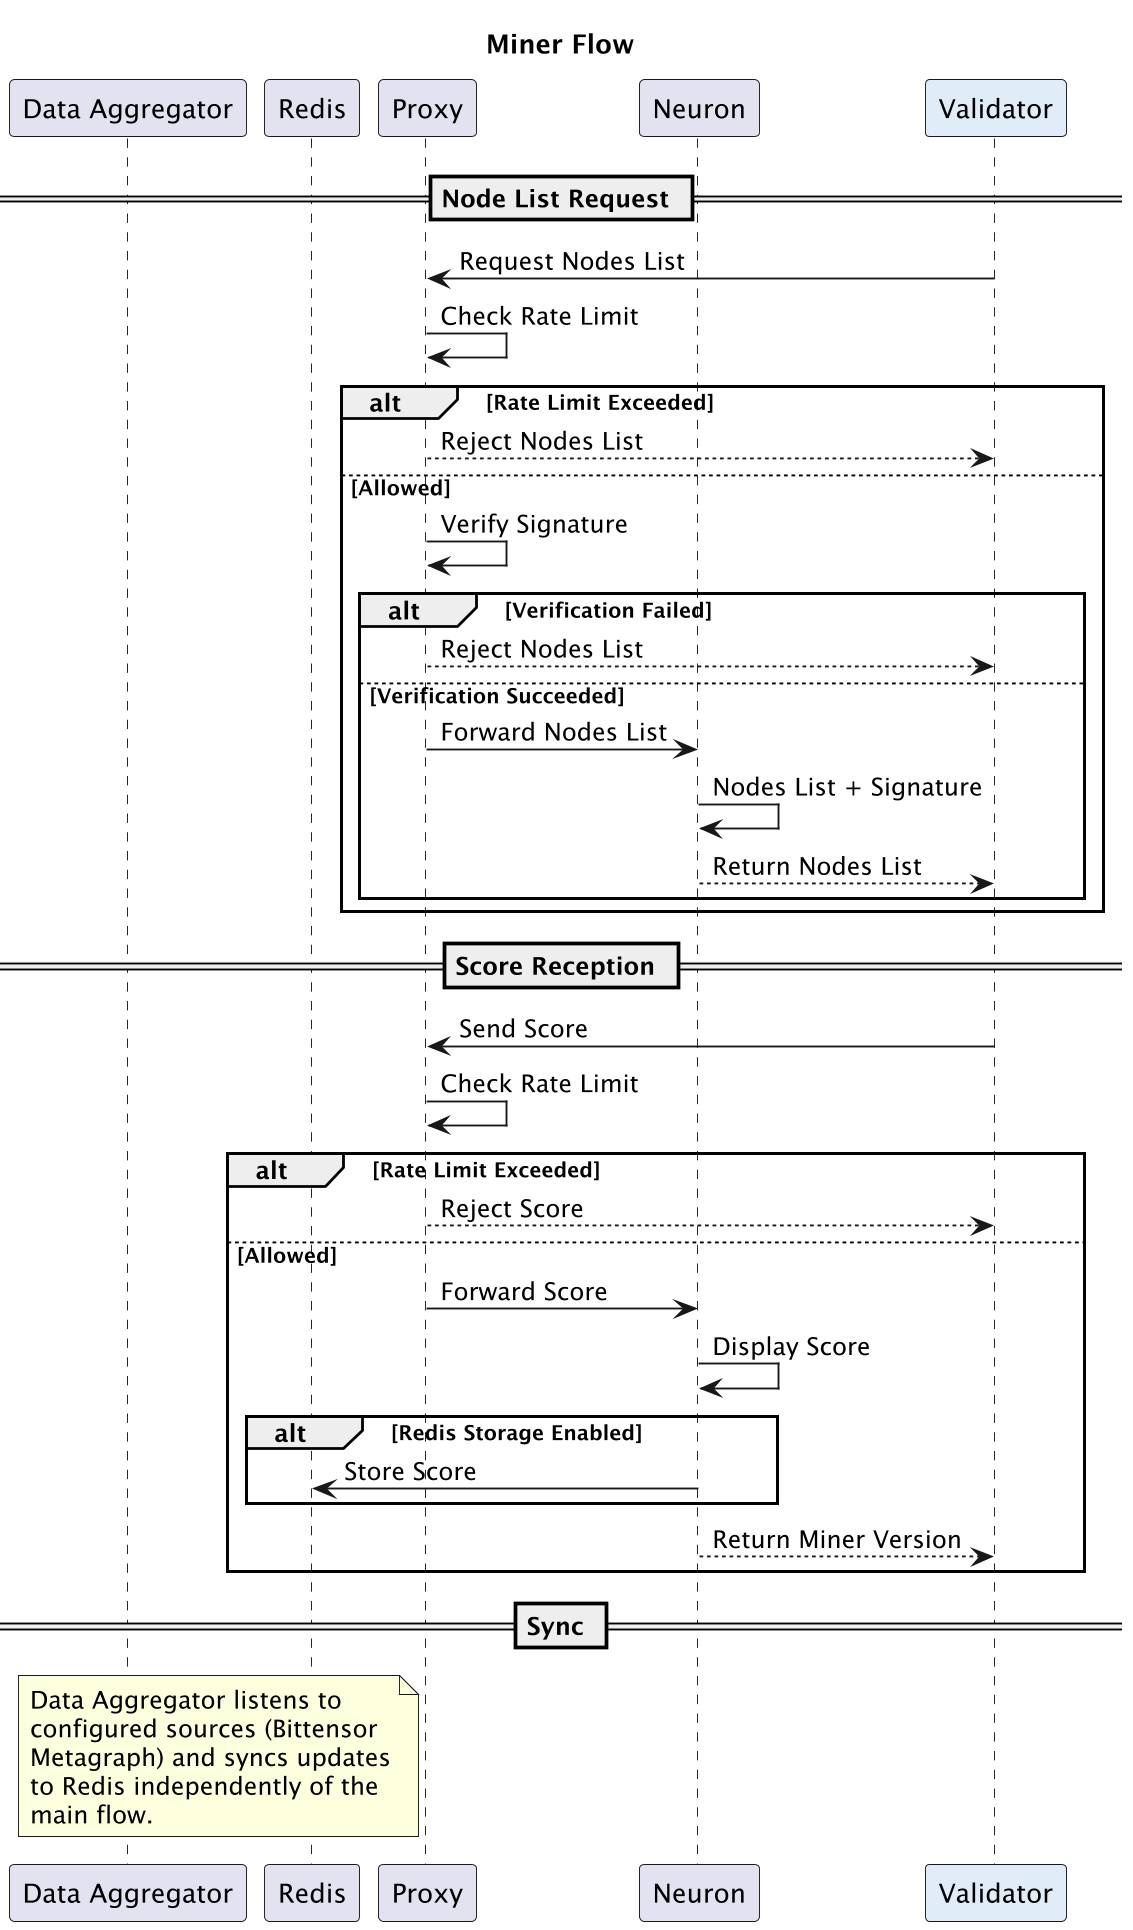 Miner Flow
Data Aggregator
Redis
Proxy
Neuron
Validator
Node List Request
Request Nodes List
Check Rate Limit
alt
[Rate Limit Exceeded]
Reject Nodes List
[Allowed]
Verify Signature
alt
[Verification Failed]
Reject Nodes List
[Verification Succeeded]
Forward Nodes List
Nodes List + Signature
Return Nodes List
Score Reception
Send Score
Check Rate Limit
alt
[Rate Limit Exceeded]
Reject Score
[Allowed]
Forward Score
Display Score
alt
[Redis Storage Enabled]
Store Score
Return Miner Version
Sync
Data Aggregator listens to
configured sources (Bittensor
Metagraph) and syncs updates
to Redis independently of the
main flow.
Data Aggregator
Redis
Proxy
Neuron
Validator